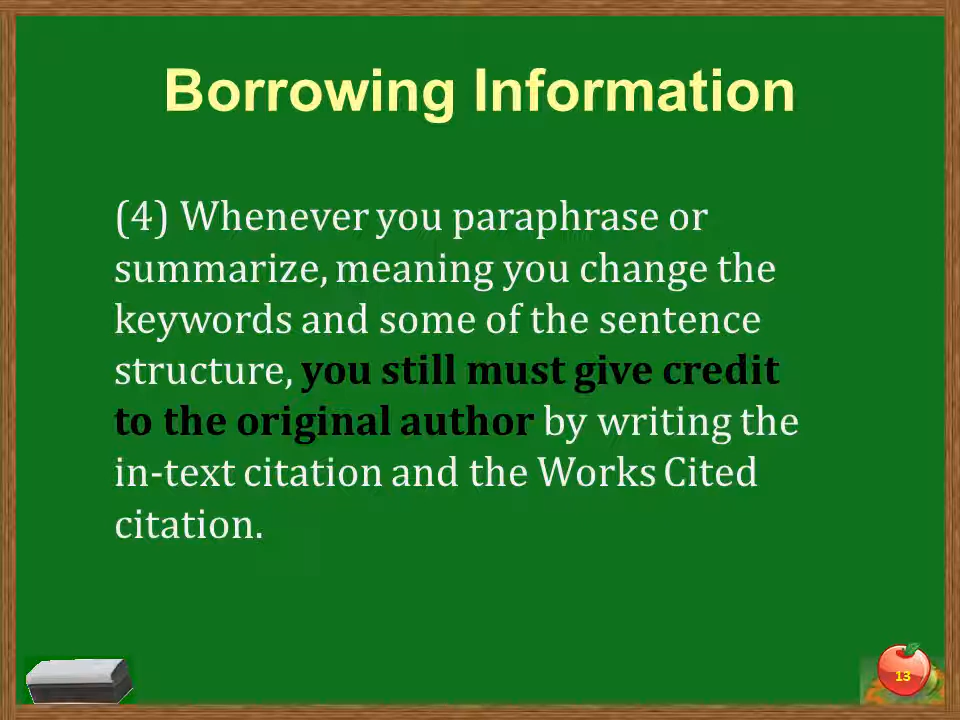 Borrowing Information
(4) Whenever you paraphrase or
summarize, meaning you change the
keywords and some of the sentence
structure, you still must give credit
to the original author by writing the
in-text citation and the Works Cited
citation.
13